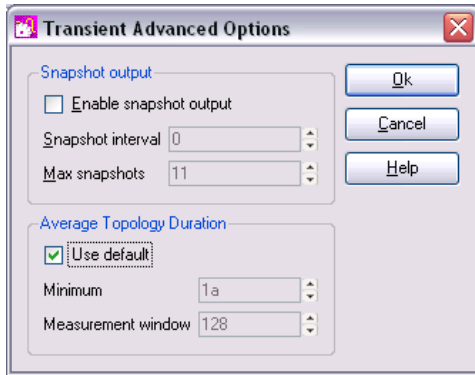 Transient Advanced Options
Snapshot output
Enable snapshot output
Snapshot interval 0
Max snapshots 11
Average Topology Duration
Use default
Minimum 1a
Measurement window 128
Ok
Cancel
Help